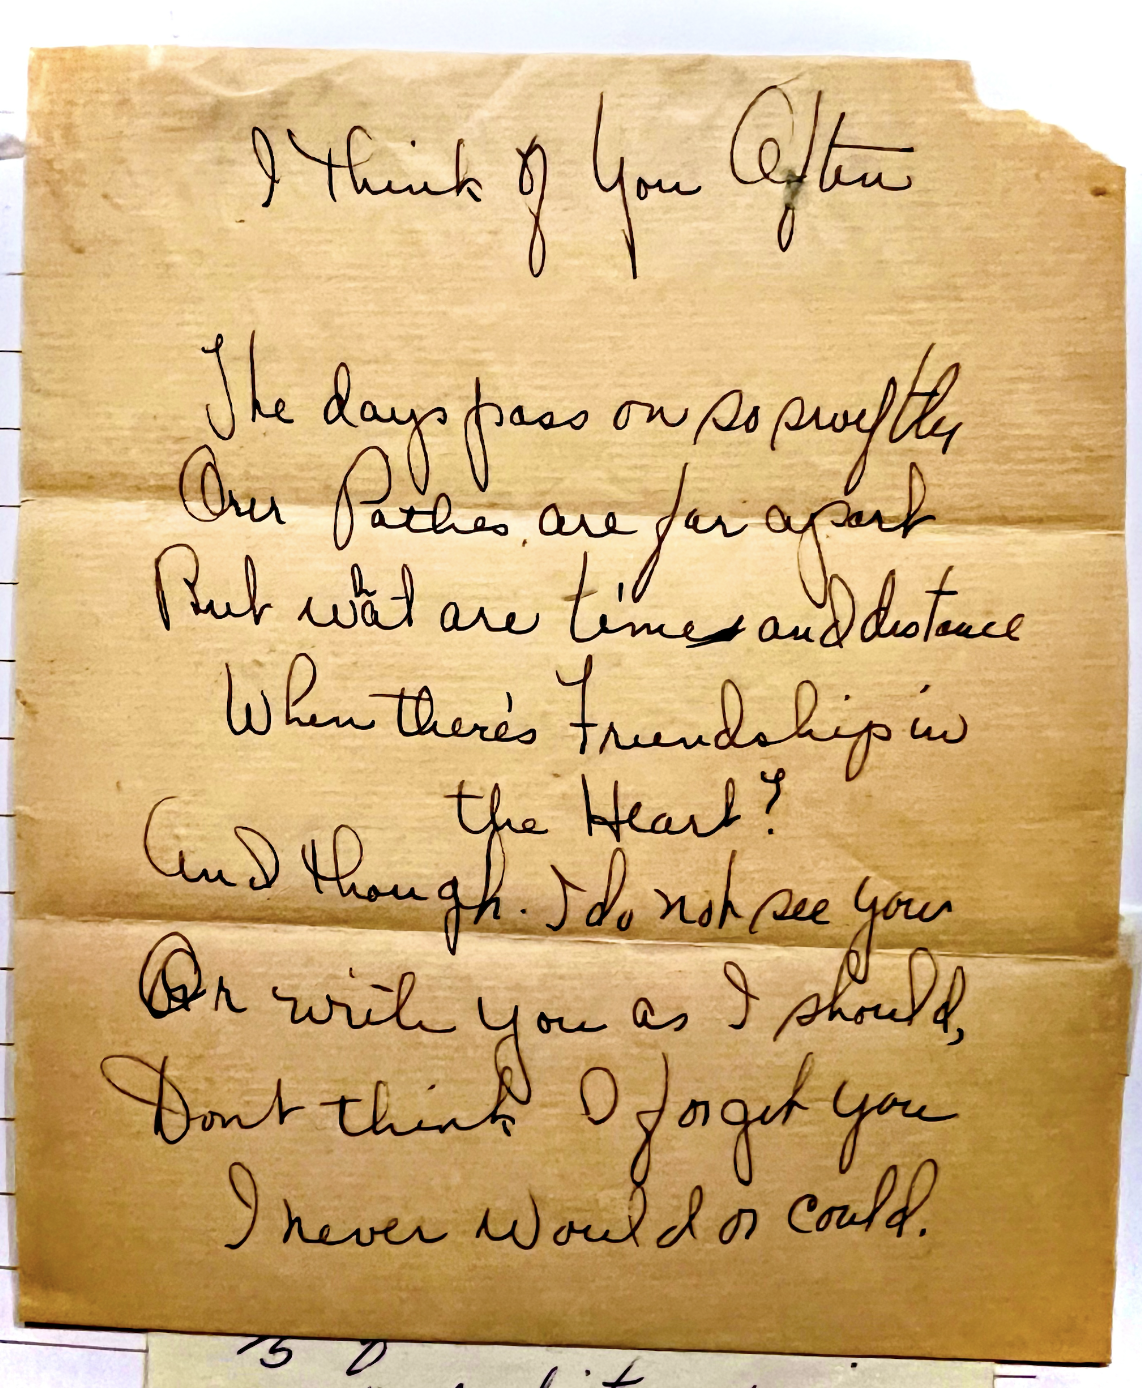 I think of You Often
The days pass on so swiftly
Our Pathes are far apart
But what are time and distance
When there's Friendship in
the Heart?
And though. I do not see you
Or write you as I should,
Dont think I forget you
I never would or could.